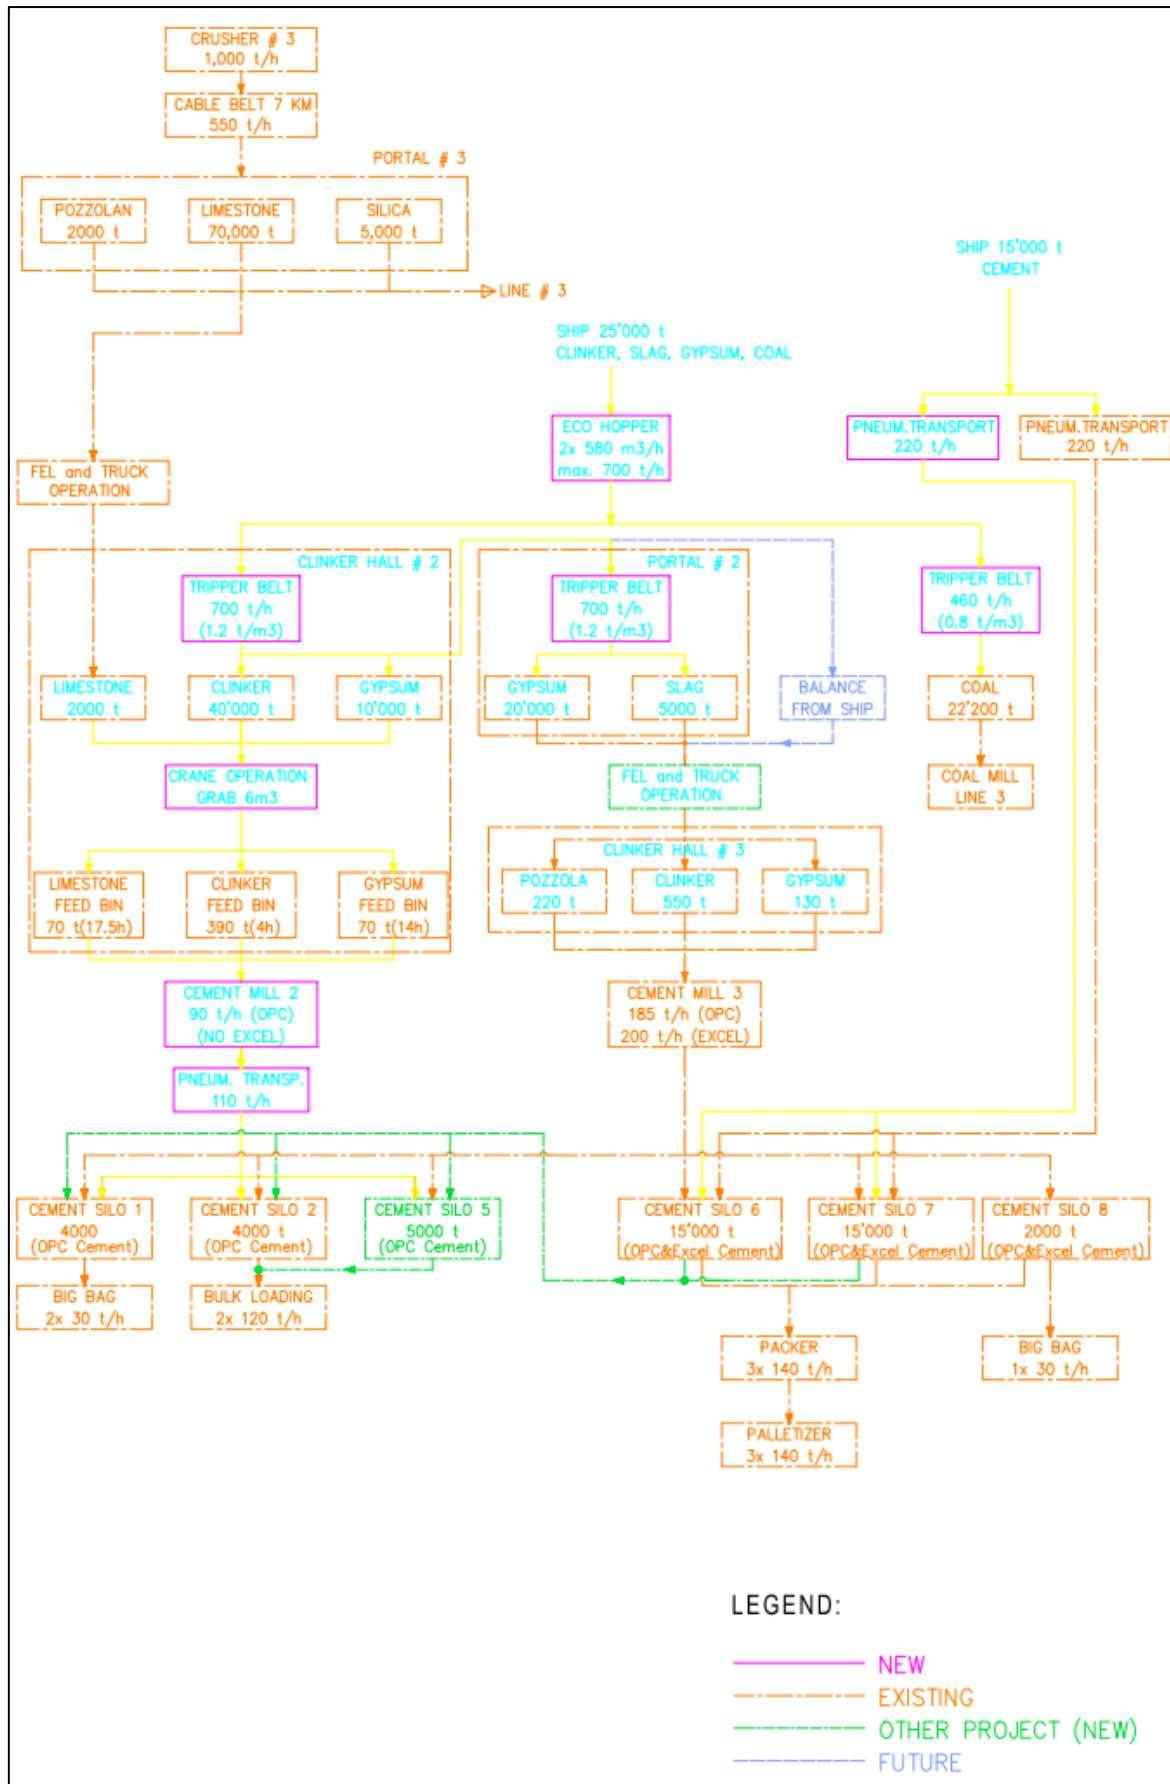 CRUSHER # 3
1,000 t/h
CABLE BELT 7 KM
550 t/h
PORTAL # 3
POZZOLAN
2000 t
LIMESTONE
70,000 t
SILICA
5,000 t
LINE # 3
SHIP 15'000 t
CEMENT
SHIP 25'000 t
CLINKER, SLAG, GYPSUM, COAL
ECO HOPPER
2x 580 m3/h
max. 700 t/h
PNEUM.TRANSPORT
220 t/h
PNEUM.TRANSPORT
220 t/h
FEL and TRUCK
OPERATION
CLINKER HALL # 2
TRIPPER BELT
700 t/h
(1.2 t/m3)
PORTAL # 2
TRIPPER BELT
700 t/h
(1.2 t/m3)
TRIPPER BELT
460 t/h
(0.8 t/m3)
LIMESTONE
2000 t
CLINKER
40'000 t
GYPSUM
10'000 t
GYPSUM
20'000 t
SLAG
5000 t
BALANCE
FROM SHIP
COAL
22'200 t
CRANE OPERATION
GRAB 6m3
FEL and TRUCK
OPERATION
COAL MILL
LINE 3
CLINKER HALL # 3
LIMESTONE
FEED BIN
70 t(17.5h)
CLINKER
FEED BIN
390 t(4h)
GYPSUM
FEED BIN
70 t(14h)
POZZOLA
220 t
CLINKER
550 t
GYPSUM
130 t
CEMENT MILL 2
90 t/h (OPC)
(NO EXCEL)
CEMENT MILL 3
185 t/h (OPC)
200 t/h (EXCEL)
PNEUM. TRANSP.
110 t/h
CEMENT SILO 1
4000
(OPC Cement)
CEMENT SILO 2
4000 t
(OPC Cement)
CEMENT SILO 5
5000 t
(OPC Cement)
CEMENT SILO 6
15'000 t
(OPC&Excel Cement)
CEMENT SILO 7
15'000 t
(OPC&Excel Cement)
CEMENT SILO 8
2000 t
(OPC&Excel Cement)
BIG BAG
2x 30 t/h
BULK LOADING
2x 120 t/h
PACKER
3x 140 t/h
BIG BAG
1x 30 t/h
PALLETIZER
3x 140 t/h
LEGEND:
NEW
EXISTING
OTHER PROJECT (NEW)
FUTURE